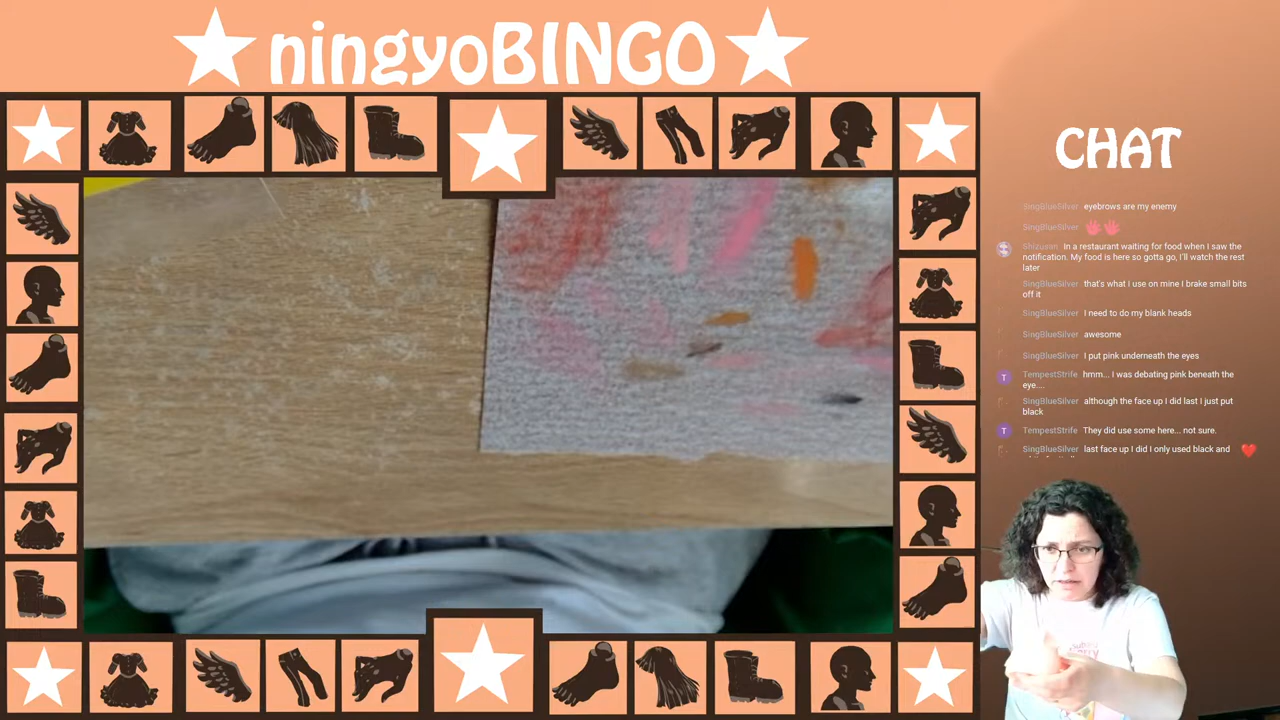 ningyoBINGO
CHAT
SingBlueSilver eyebrows are my enemy
SingBlueSilver
Shizusan In a restaurant waiting for food when I saw the
notification. My food is here so gotta go, I'll watch the rest
later
SingBlueSilver that's what i use on mine I brake small bits
off it
SingBlueSilver I need to do my blank heads
SingBlueSilver awesome
SingBlueSilver I put pink underneath the eyes
T TempestStrife hmm... I was debating pink beneath the
eye....
SingBlueSilver although the face up I did last I just put
black
T TempestStrife They did use some here... not sure.
SingBlueSilver last face up I did I only used black and